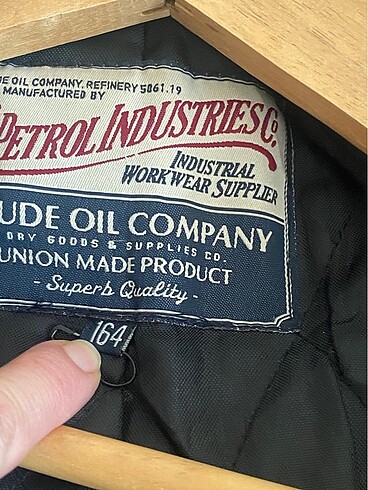 DE OIL COMPANY, REFINERY 5061.19
MANUFACTURED BY
PETROL INDUSTRIES Co.
INDUSTRIAL
WORKWEAR SUPPLIER
UDE OIL COMPANY
DRY GOODS & SUPPLIES CO.
UNION MADE PRODUCT
- Superb Quality -
164